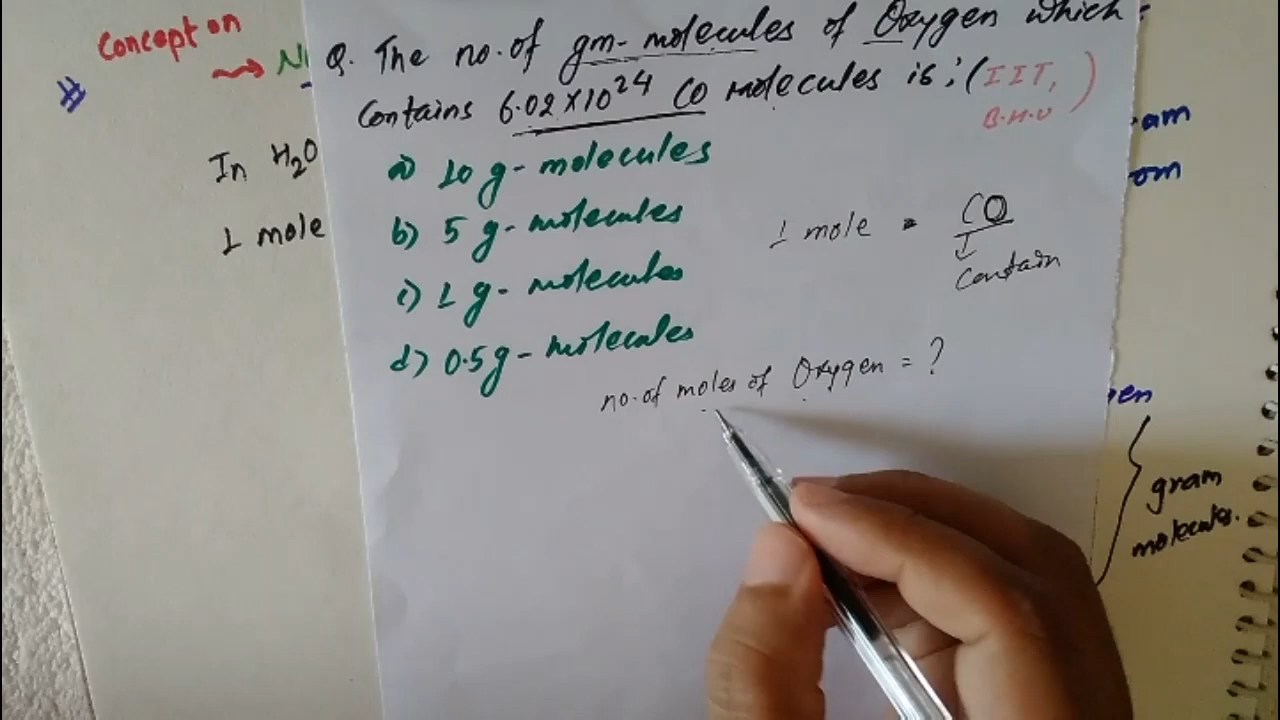 Concept on
Q. The no. of gm-molecules of Oxygen which
contains 6.02×10²⁴ CO molecules is; (IIT,
B.H.U)
a) 10 g-molecules
b) 5 g-molecules
c) 1 g-molecules
d) 0.5g-molecules
1 mole = CO
Contain
no. of moles of Oxygen = ?
In H₂O
1 mole
gram
molecules.